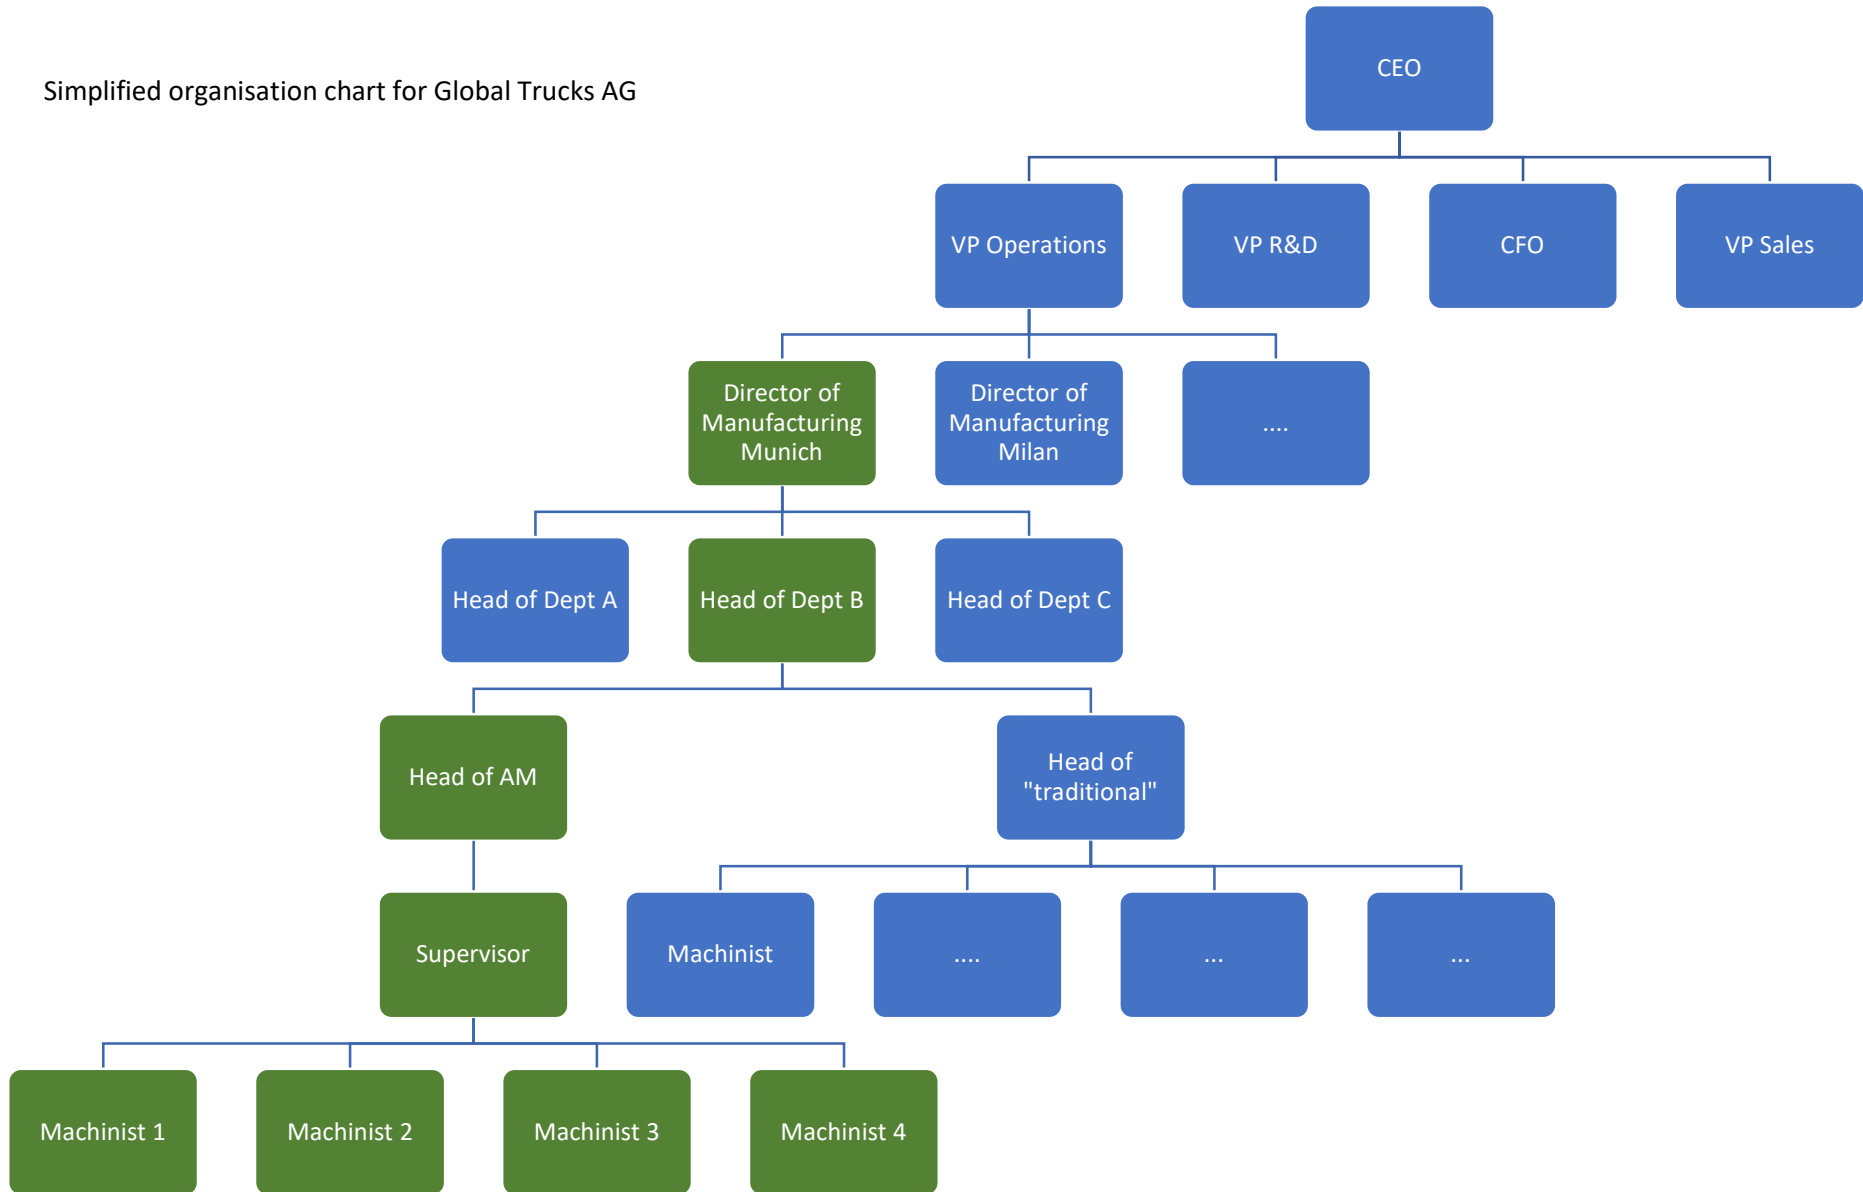 CEO
Simplified organisation chart for Global Trucks AG
VP Operations
VP R&D
CFO
VP Sales
Director of
Manufacturing
Munich
Director of
Manufacturing
Milan
....
Head of Dept A
Head of Dept B
Head of Dept C
Head of AM
Head of
"traditional"
Supervisor
Machinist
....
...
...
Machinist 1
Machinist 2
Machinist 3
Machinist 4